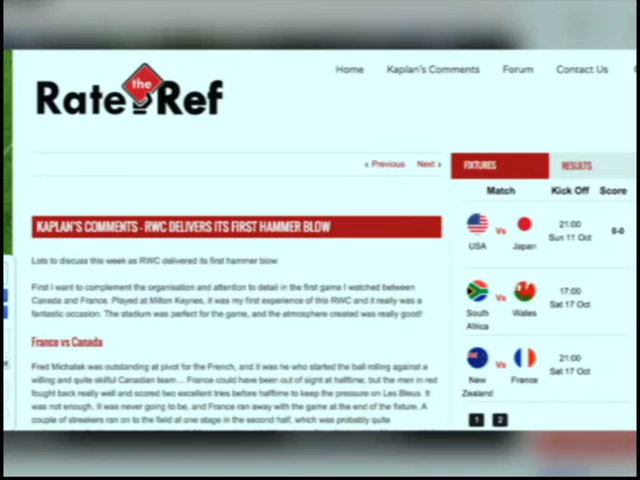 Rate the Ref
Home Kaplan's Comments Forum Contact Us
‹ Previous Next ›
KAPLAN'S COMMENTS - RWC DELIVERS ITS FIRST HAMMER BLOW
Lots to discuss this week as RWC delivered its first hammer blow
First I want to complement the organisation and attention to detail in the first game I watched between
Canada and France. Played at Milton Keynes, it was my first experience of this RWC and it really was a
fantastic occasion. The stadium was perfect for the game, and the atmosphere created was really good!
France vs Canada
Fred Michalak was outstanding at pivot for the French, and it was he who started the ball rolling against a
willing and quite skilful Canadian team... France could have been out of sight at halftime, but the men in red
fought back really well and scored two excellent tries before halftime to keep the pressure on Les Bleus. It
was not enough, it was never going to be, and France ran away with the game at the end of the fixture. A
couple of streakers ran on to the field at one stage in the second half, which was probably quite
FIXTURES RESULTS
Match Kick Off Score
USA Vs Japan 21:00 Sun 11 Oct 0-0
South Africa Vs Wales 17:00 Sat 17 Oct
New Zealand Vs France 21:00 Sat 17 Oct
1 2